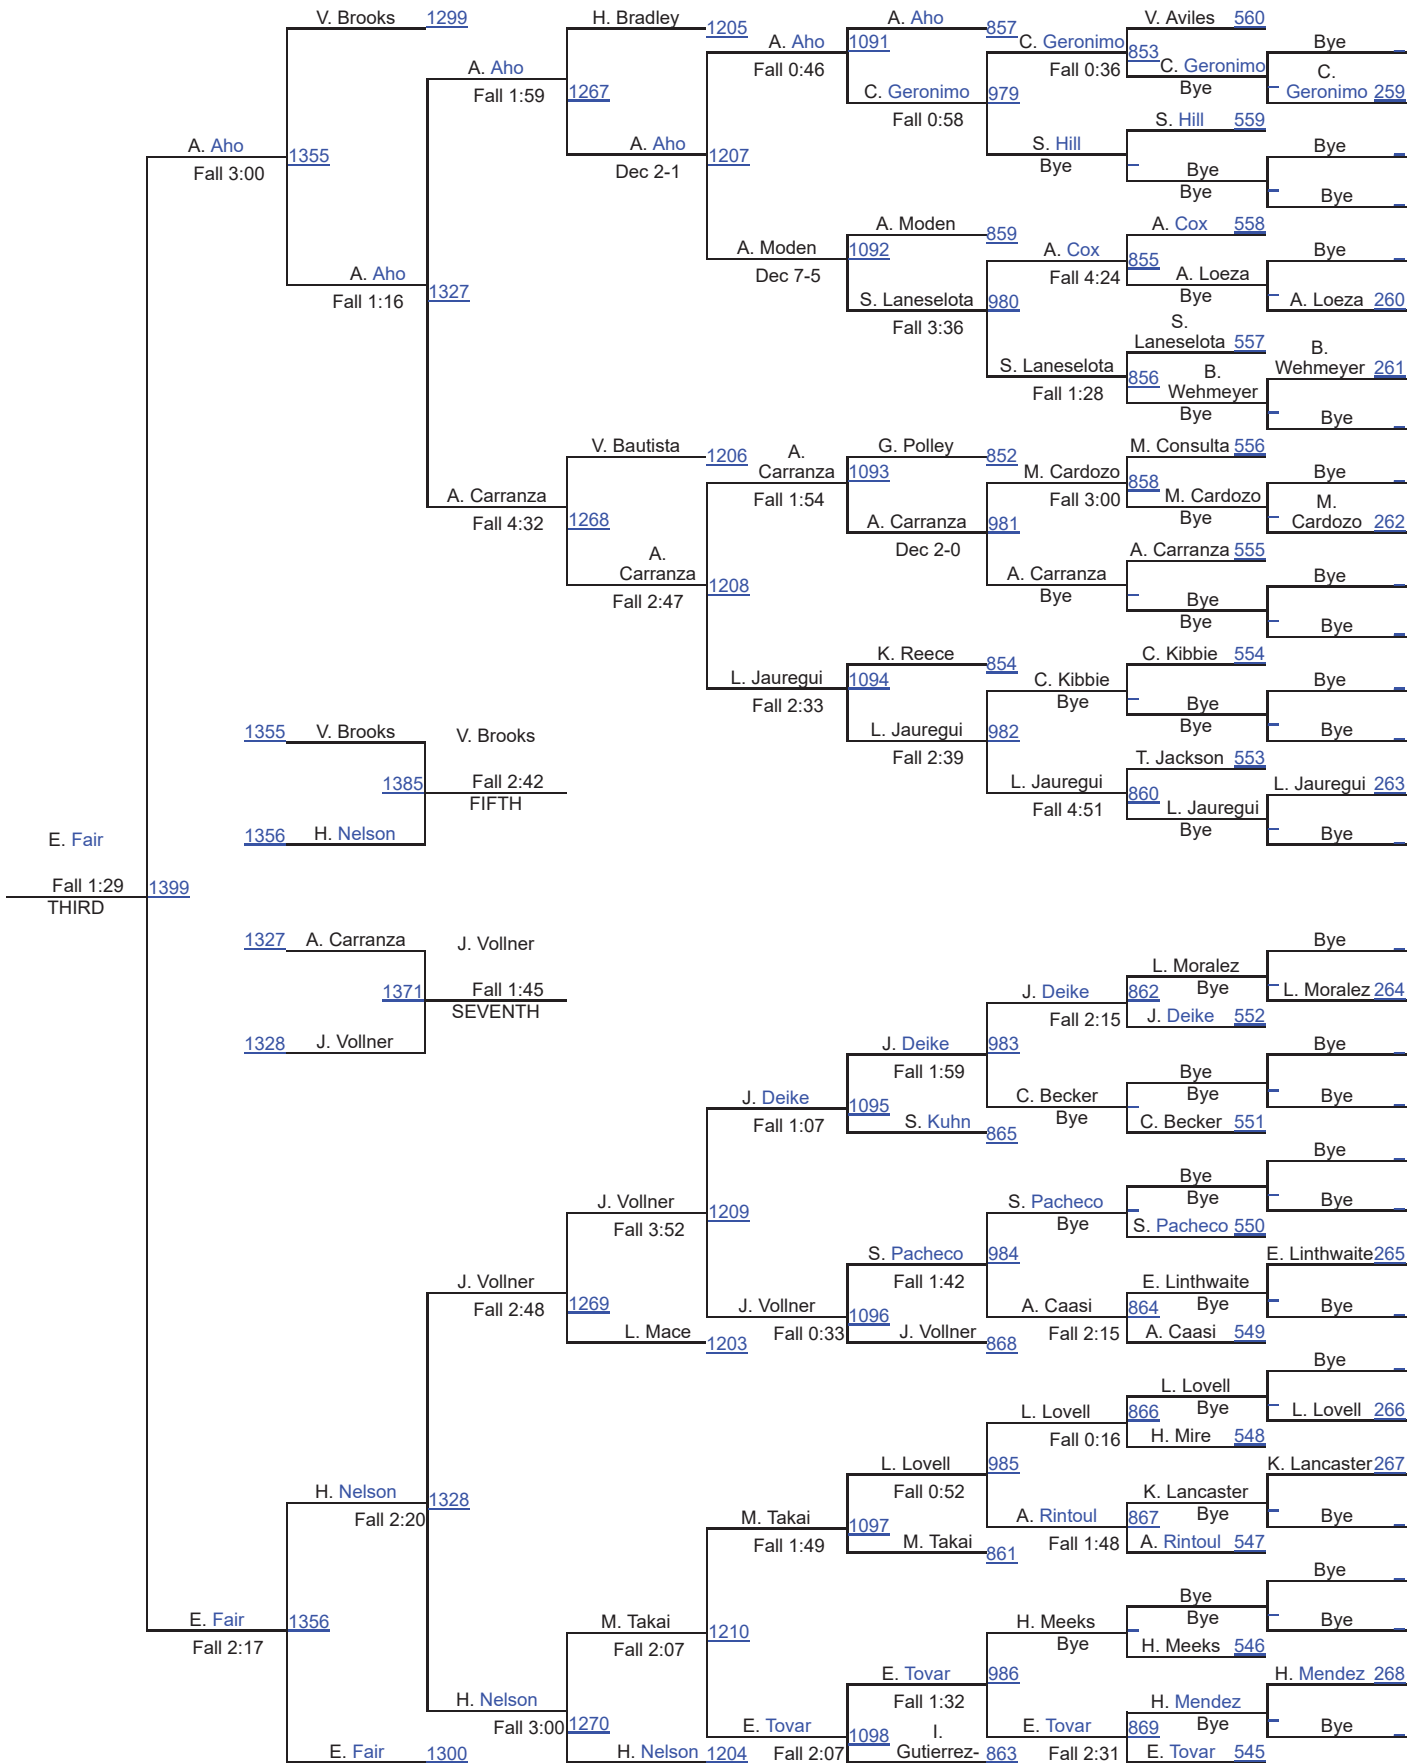 V. Brooks 1299
H. Bradley 1205
A. Aho 857
V. Aviles 560
A. Aho 1091
Fall 0:46
C. Geronimo 853
Fall 0:36
C. Geronimo
Bye
Bye
C.
Geronimo 259
A. Aho
Fall 1:59
1267
C. Geronimo 979
Fall 0:58
S. Hill 559
S. Hill
Bye
Bye
Bye
Bye
Bye
A. Aho
Fall 3:00
1355
A. Aho
Dec 2-1
1207
A. Moden 859
A. Cox 558
A. Moden 1092
Dec 7-5
A. Cox 855
Fall 4:24
A. Loeza
Bye
Bye
A. Loeza 260
A. Aho
Fall 1:16
1327
S. Laneselota 980
Fall 3:36
S.
Laneselota 557
S. Laneselota 856
Fall 1:28
B.
Wehmeyer
Bye
B.
Wehmeyer 261
Bye
V. Bautista 1206
G. Polley 852
M. Consulta 556
A.
Carranza 1093
Fall 1:54
M. Cardozo 858
Fall 3:00
M. Cardozo
Bye
Bye
M.
Cardozo 262
A. Carranza
Fall 4:32
1268
A. Carranza 981
Dec 2-0
A. Carranza 555
A.
Carranza 1208
Fall 2:47
A. Carranza
Bye
Bye
Bye
Bye
Bye
K. Reece 854
C. Kibbie 554
L. Jauregui 1094
Fall 2:33
C. Kibbie
Bye
Bye
Bye
Bye
Bye
L. Jauregui 982
Fall 2:39
T. Jackson 553
L. Jauregui 860
Fall 4:51
L. Jauregui
Bye
L. Jauregui 263
Bye
1355 V. Brooks
V. Brooks
1385 Fall 2:42
FIFTH
1356 H. Nelson
E. Fair
Fall 1:29 1399
THIRD
1327 A. Carranza
J. Vollner
1371 Fall 1:45
SEVENTH
1328 J. Vollner
L. Moralez
Bye
Bye
L. Moralez 264
J. Deike 862
Fall 2:15
J. Deike 552
J. Deike 983
Fall 1:59
Bye
Bye
Bye
Bye
J. Deike 1095
Fall 1:07
C. Becker
Bye
C. Becker 551
S. Kuhn 865
Bye
Bye
Bye
Bye
J. Vollner 1209
Fall 3:52
S. Pacheco
Bye
S. Pacheco 550
S. Pacheco 984
Fall 1:42
E. Linthwaite
Bye
E. Linthwaite 265
Bye
J. Vollner
Fall 2:48
1269
J. Vollner 1096
Fall 0:33
A. Caasi 864
Fall 2:15
A. Caasi 549
L. Mace 1203
J. Vollner 868
L. Lovell
Bye
Bye
L. Lovell 266
L. Lovell 866
Fall 0:16
H. Mire 548
L. Lovell 985
Fall 0:52
K. Lancaster
Bye
K. Lancaster 267
Bye
H. Nelson 1328
Fall 2:20
M. Takai 1097
Fall 1:49
A. Rintoul 867
Fall 1:48
A. Rintoul 547
M. Takai 861
Bye
Bye
Bye
Bye
E. Fair 1356
Fall 2:17
M. Takai 1210
Fall 2:07
H. Meeks
Bye
H. Meeks 546
E. Tovar 986
Fall 1:32
H. Mendez
Bye
H. Mendez 268
Bye
H. Nelson
Fall 3:00 1270
E. Tovar 1098
Fall 2:07
E. Tovar 869
Fall 2:31
E. Tovar 545
E. Fair 1300
H. Nelson 1204
I.
Gutierrez- 863